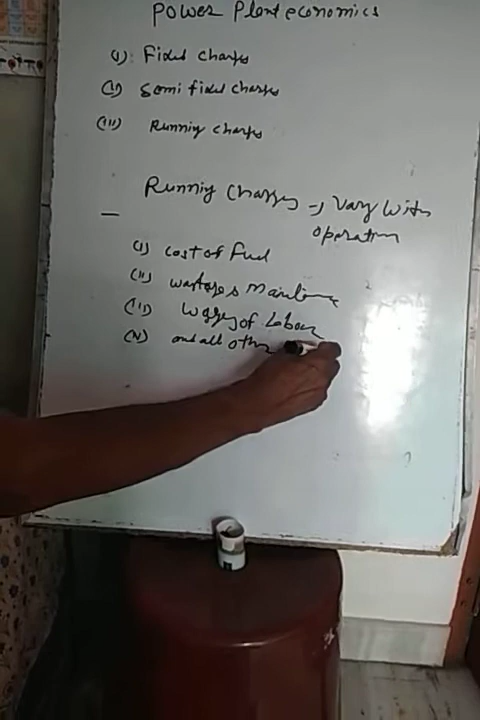 Power Plant economics
(I) Fixed charges
(II) Semi fixed charges
(III) Running charges
Running Charges → Vary with
operation
(I) cost of fuel
(II)
(III) wages of Labour
(IV) and all other